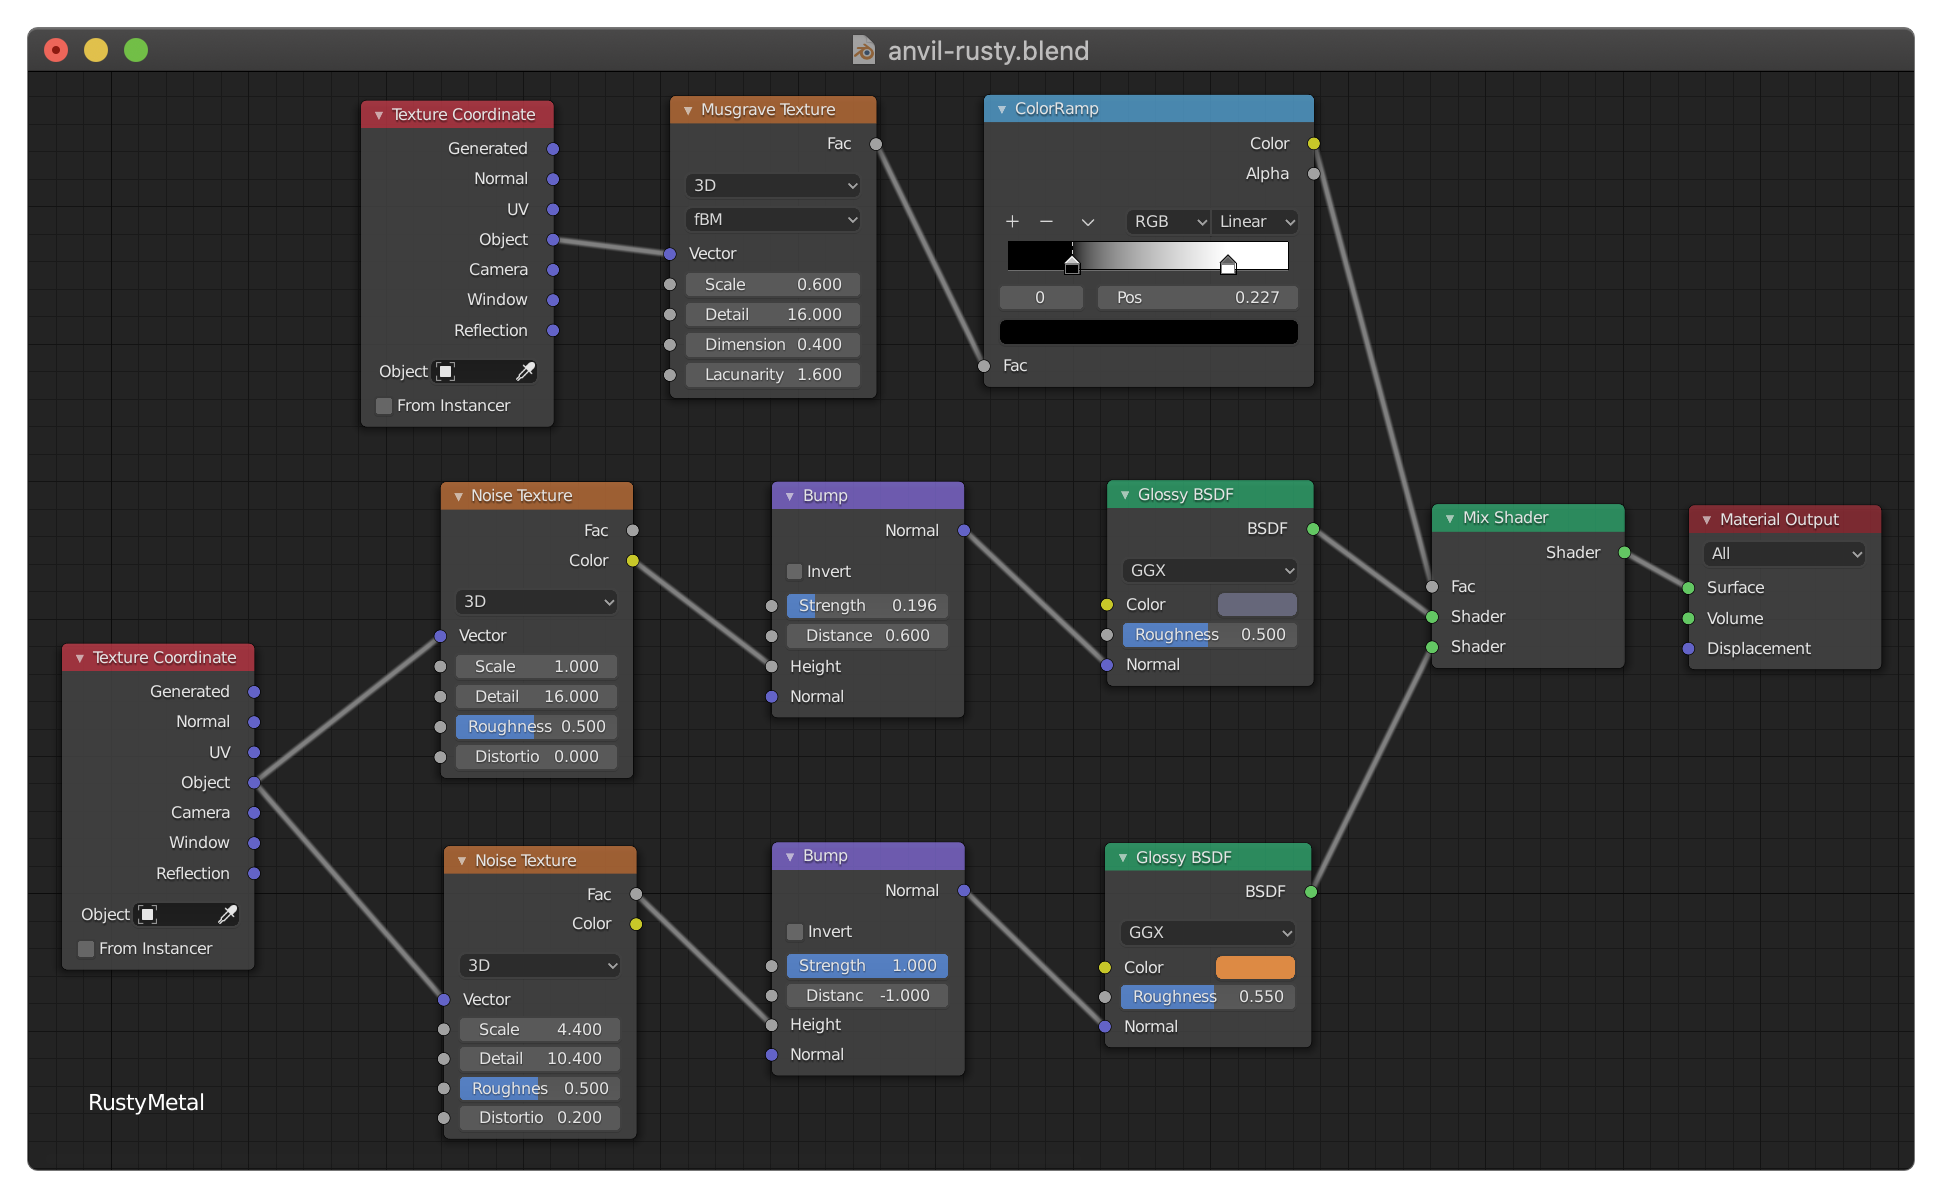 anvil-rusty.blend
Texture Coordinate
Generated
Normal
UV
Object
Camera
Window
Reflection
Object
From Instancer
Musgrave Texture
Fac
3D
fBM
Vector
Scale 0.600
Detail 16.000
Dimension 0.400
Lacunarity 1.600
ColorRamp
Color
Alpha
RGB Linear
0 Pos 0.227
Fac
Noise Texture
Fac
Color
3D
Vector
Scale 1.000
Detail 16.000
Roughness 0.500
Distortio 0.000
Bump
Normal
Invert
Strength 0.196
Distance 0.600
Height
Normal
Glossy BSDF
BSDF
GGX
Color
Roughness 0.500
Normal
Mix Shader
Shader
Fac
Shader
Shader
Material Output
All
Surface
Volume
Displacement
Texture Coordinate
Generated
Normal
UV
Object
Camera
Window
Reflection
Object
From Instancer
Noise Texture
Fac
Color
3D
Vector
Scale 4.400
Detail 10.400
Roughnes 0.500
Distortio 0.200
Bump
Normal
Invert
Strength 1.000
Distanc -1.000
Height
Normal
Glossy BSDF
BSDF
GGX
Color
Roughness 0.550
Normal
RustyMetal